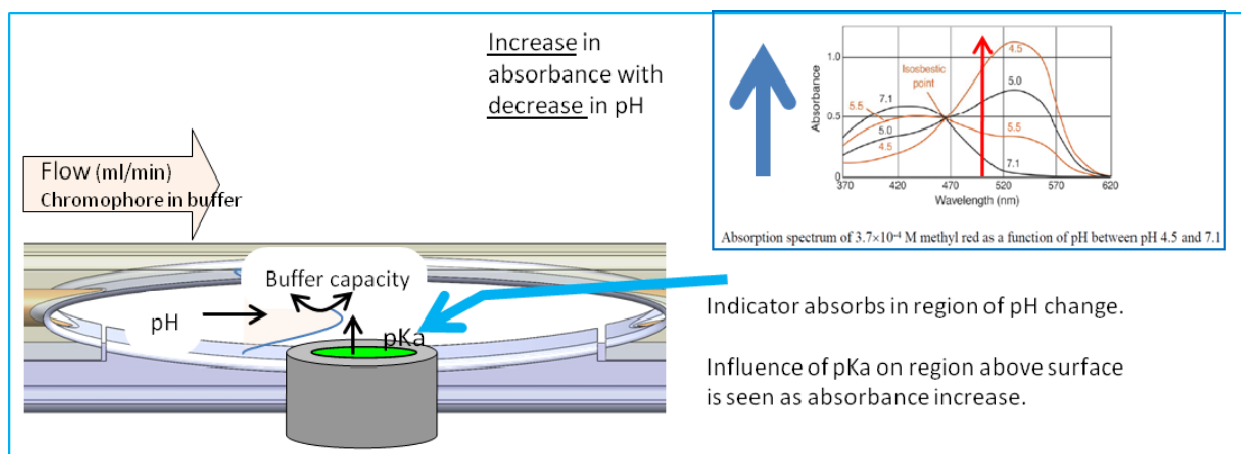 Increase in
absorbance with
decrease in pH
Absorbance
1.0
0.5
0
Isosbestic
point
4.5
5.0
7.1
5.5
5.0
4.5
5.5
7.1
370
420
470
520
570
620
Wavelength (nm)
Absorption spectrum of 3.7×10⁻⁴ M methyl red as a function of pH between pH 4.5 and 7.1
Flow (ml/min)
Chromophore in buffer
Buffer capacity
pH
pKa
Indicator absorbs in region of pH change.
Influence of pKa on region above surface
is seen as absorbance increase.